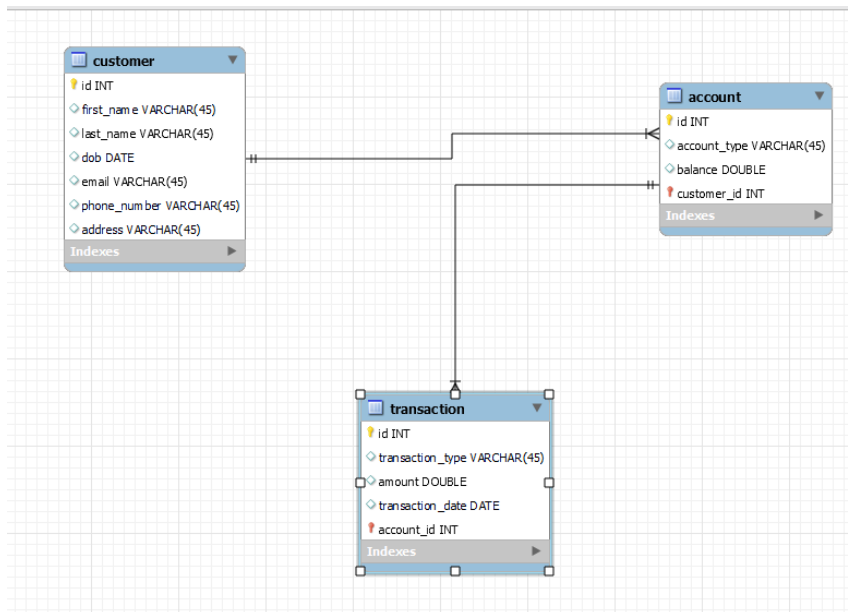 customer
id INT
first_name VARCHAR(45)
last_name VARCHAR(45)
dob DATE
email VARCHAR(45)
phone_number VARCHAR(45)
address VARCHAR(45)
Indexes
account
id INT
account_type VARCHAR(45)
balance DOUBLE
customer_id INT
Indexes
transaction
id INT
transaction_type VARCHAR(45)
amount DOUBLE
transaction_date DATE
account_id INT
Indexes